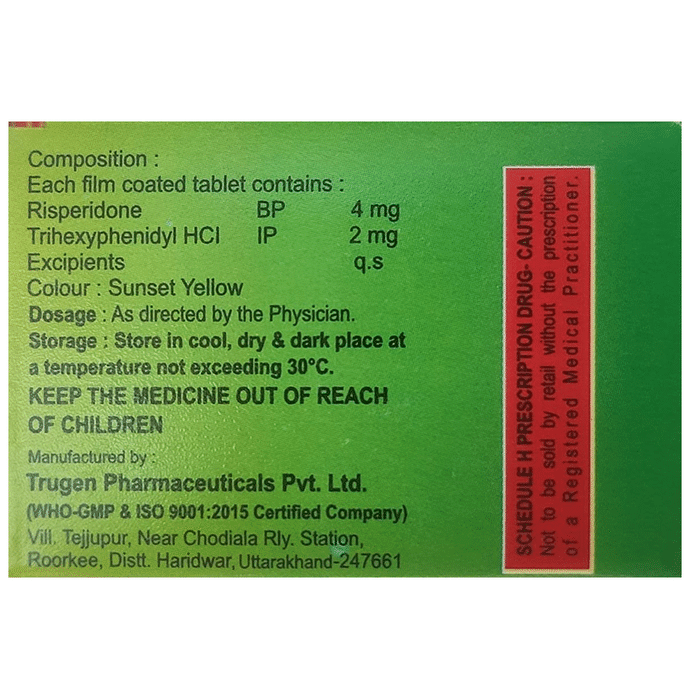 Composition :
Each film coated tablet contains :
Risperidone BP 4 mg
Trihexyphenidyl HCl IP 2 mg
Excipients q.s
Colour : Sunset Yellow
Dosage : As directed by the Physician.
Storage : Store in cool, dry & dark place at
a temperature not exceeding 30°C.
KEEP THE MEDICINE OUT OF REACH
OF CHILDREN
Manufactured by :
Trugen Pharmaceuticals Pvt. Ltd.
(WHO-GMP & ISO 9001:2015 Certified Company)
Vill. Tejjupur, Near Chodiala Rly. Station,
Roorkee, Distt. Haridwar, Uttarakhand-247661
SCHEDULE H PRESCRIPTION DRUG- CAUTION :
Not to be sold by retail without the prescription
of a Registered Medical Practitioner.